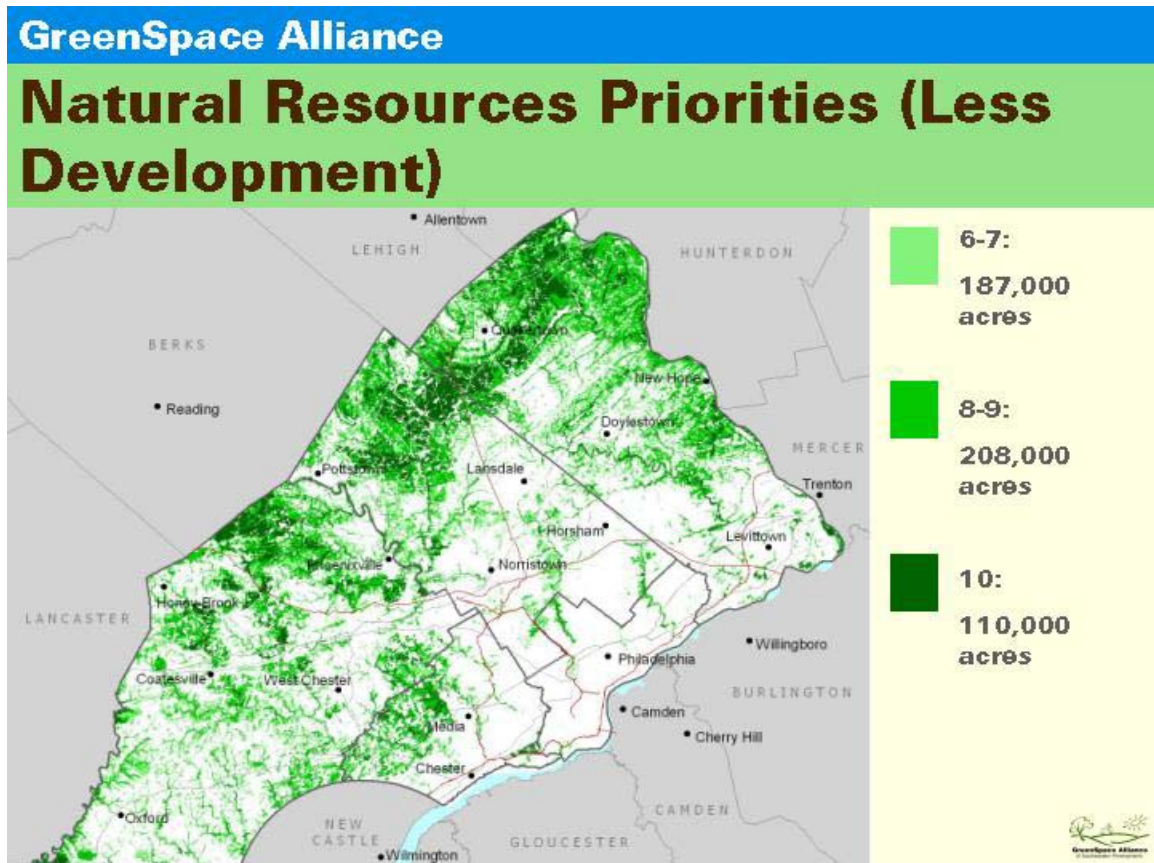 GreenSpace Alliance
Natural Resources Priorities (Less
Development)
Allentown
LEHIGH
HUNTERDON
Quakertown
BERKS
New Hope
Reading
Doylestown
MERCER
Pottstown
Lansdale
Trenton
Horsham
Levittown
Phoenixville
Norristown
Honey Brook
LANCASTER
Willingboro
Philadelphia
Coatesville
West Chester
BURLINGTON
Camden
Media
Cherry Hill
Chester
CAMDEN
Oxford
NEW
CASTLE
GLOUCESTER
Wilmington
6-7:
187,000
acres
8-9:
208,000
acres
10:
110,000
acres
GreenSpace Alliance